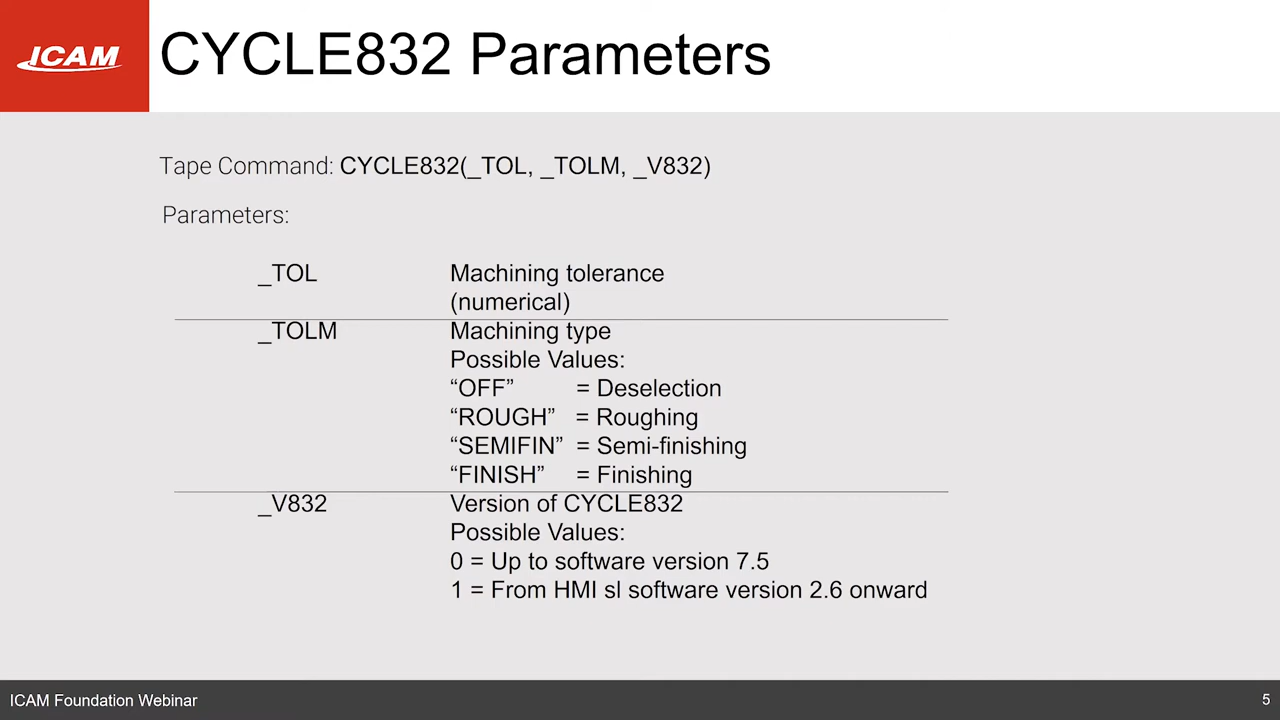 ICAM
CYCLE832 Parameters
Tape Command: CYCLE832(_TOL, _TOLM, _V832)
Parameters:
_TOL Machining tolerance
(numerical)
_TOLM Machining type
Possible Values:
“OFF” = Deselection
“ROUGH” = Roughing
“SEMIFIN” = Semi-finishing
“FINISH” = Finishing
_V832 Version of CYCLE832
Possible Values:
0 = Up to software version 7.5
1 = From HMI sl software version 2.6 onward
ICAM Foundation Webinar 5